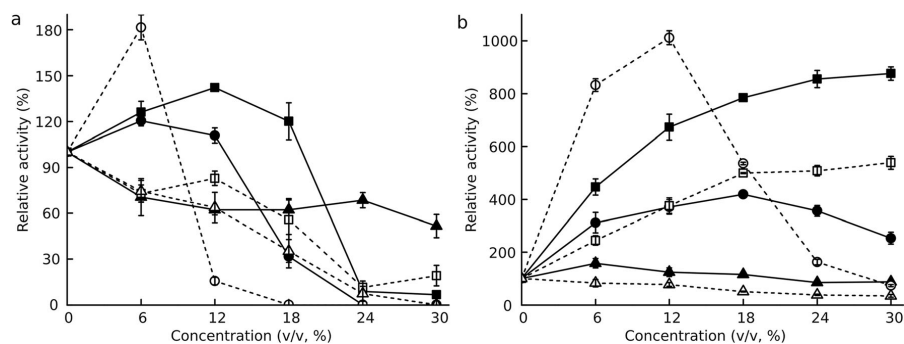 a
180
150
120
90
60
30
0
Relative activity (%)
0 6 12 18 24 30
Concentration (v/v, %)
b
1000
800
600
400
200
0
Relative activity (%)
0 6 12 18 24 30
Concentration (v/v, %)